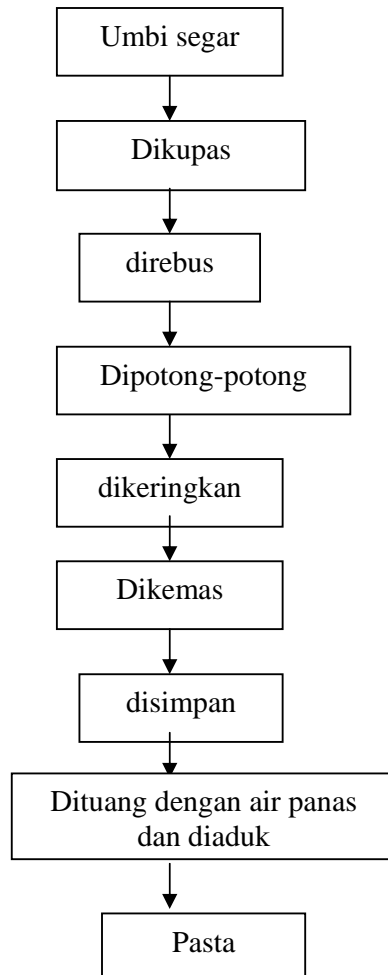 Umbi segar
Dikupas
direbus
Dipotong-potong
dikeringkan
Dikemas
disimpan
Dituang dengan air panas
dan diaduk
Pasta